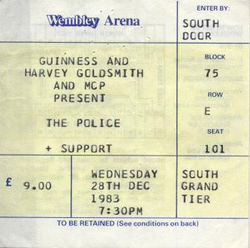 Wembley Arena
ENTER BY
SOUTH
DOOR
GUINNESS AND
HARVEY GOLDSMITH
AND MCP
PRESENT
THE POLICE
+ SUPPORT
BLOCK
75
ROW
E
SEAT
101
£ 9.00
WEDNESDAY
28TH DEC
1983
7:30PM
SOUTH
GRAND
TIER
TO BE RETAINED (See conditions on back)